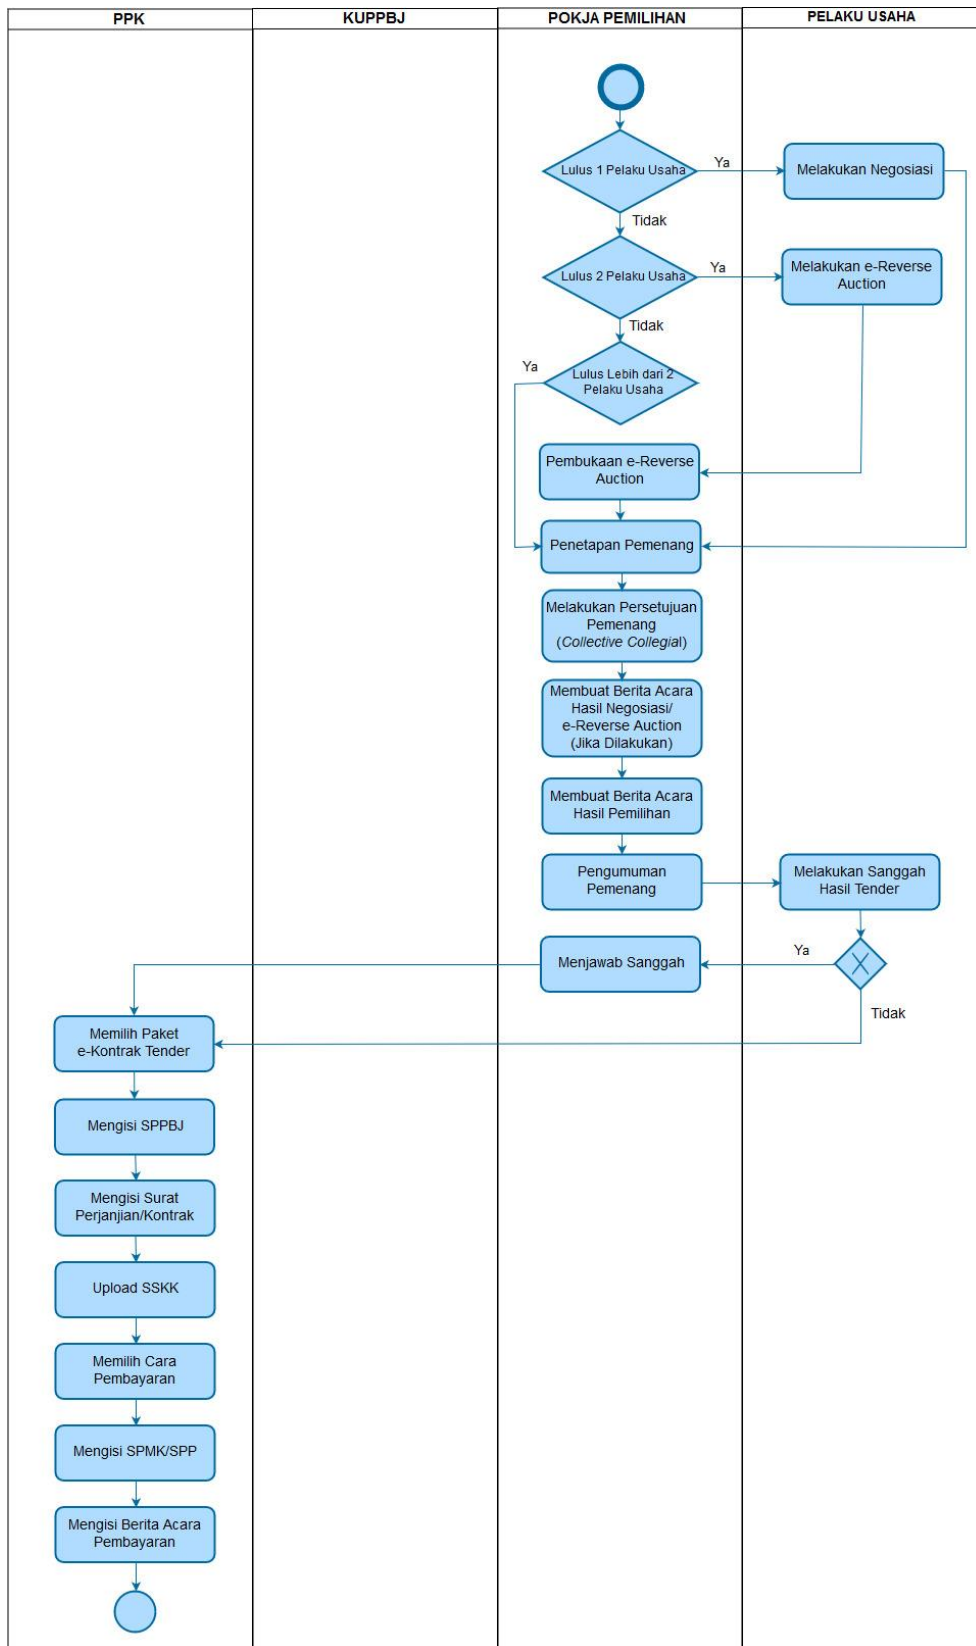 PPK
KUPPBJ
POKJA PEMILIHAN
PELAKU USAHA
Lulus 1 Pelaku Usaha
Ya
Melakukan Negosiasi
Tidak
Lulus 2 Pelaku Usaha
Ya
Melakukan e-Reverse
Auction
Tidak
Ya
Lulus Lebih dari 2
Pelaku Usaha
Pembukaan e-Reverse
Auction
Penetapan Pemenang
Melakukan Persetujuan
Pemenang
(Collective Collegial)
Membuat Berita Acara
Hasil Negosiasi/
e-Reverse Auction
(Jika Dilakukan)
Membuat Berita Acara
Hasil Pemilihan
Pengumuman
Pemenang
Melakukan Sanggah
Hasil Tender
Ya
Menjawab Sanggah
Tidak
Memilih Paket
e-Kontrak Tender
Mengisi SPPBJ
Mengisi Surat
Perjanjian/Kontrak
Upload SSKK
Memilih Cara
Pembayaran
Mengisi SPMK/SPP
Mengisi Berita Acara
Pembayaran